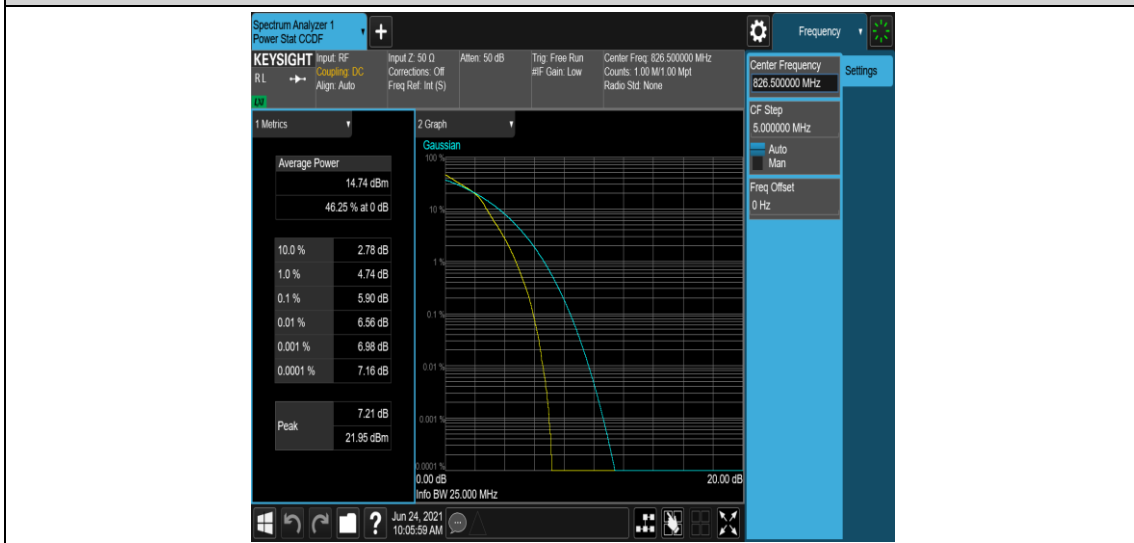 Spectrum Analyzer 1
Power Stat CCDF
+
Frequency
KEYSIGHT
RL
LXI
Input: RF
Coupling: DC
Align: Auto
Input Z: 50 Ω
Corrections: Off
Freq Ref: Int (S)
Atten: 50 dB
Trig: Free Run
#IF Gain: Low
Center Freq: 826.500000 MHz
Counts: 1.00 M/1.00 Mpt
Radio Std: None
Center Frequency
826.500000 MHz
Settings
CF Step
5.000000 MHz
Auto
Man
Freq Offset
0 Hz
1 Metrics
Average Power
14.74 dBm
46.25 % at 0 dB
10.0 % 2.78 dB
1.0 % 4.74 dB
0.1 % 5.90 dB
0.01 % 6.56 dB
0.001 % 6.98 dB
0.0001 % 7.16 dB
Peak
7.21 dB
21.95 dBm
2 Graph
Gaussian
100 %
10 %
1 %
0.1 %
0.01 %
0.001 %
0.0001 %
0.00 dB 20.00 dB
Info BW 25.000 MHz
?
Jun 24, 2021
10:05:59 AM